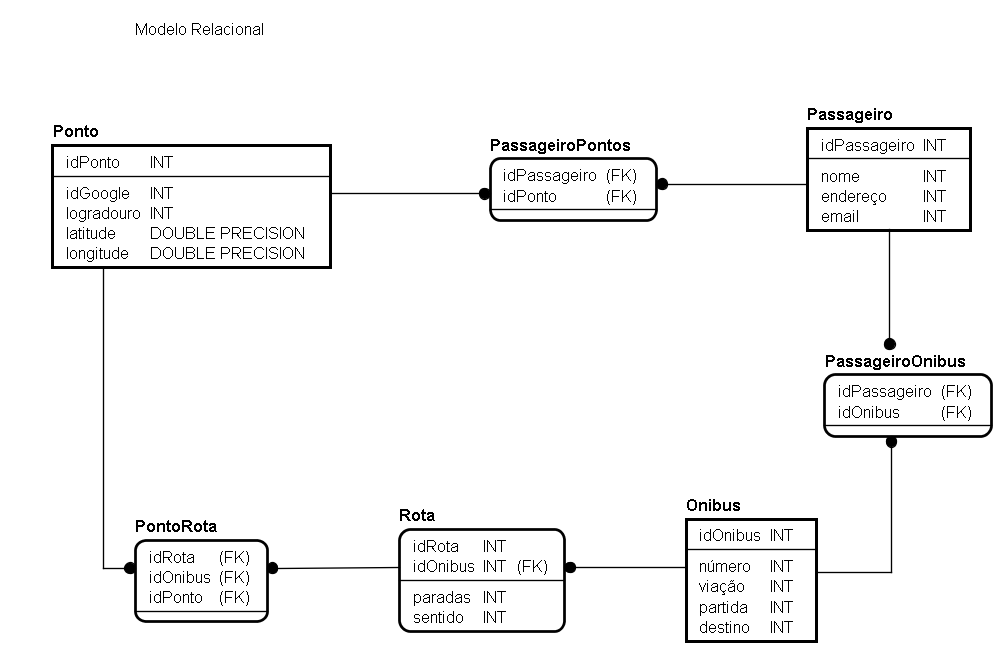 Modelo Relacional
Ponto
idPonto INT
idGoogle INT
logradouro INT
latitude DOUBLE PRECISION
longitude DOUBLE PRECISION
PassageiroPontos
idPassageiro (FK)
idPonto (FK)
Passageiro
idPassageiro INT
nome INT
endereço INT
email INT
PassageiroOnibus
idPassageiro (FK)
idOnibus (FK)
PontoRota
idRota (FK)
idOnibus (FK)
idPonto (FK)
Rota
idRota INT
idOnibus INT (FK)
paradas INT
sentido INT
Onibus
idOnibus INT
número INT
viação INT
partida INT
destino INT